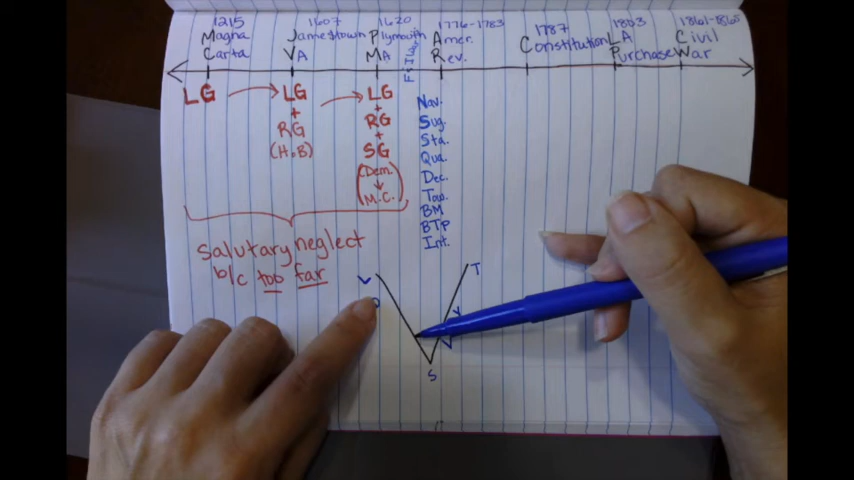 1215
Magna
Carta
1607
Jamestown
VA
1620
Plymouth
MA
1776-1783
Amer.
Rev.
1787
Constitution
1803
LA
Purchase
1861-1865
Civil
War
LG
LG
+
RG
(H.B)
LG
+
RG
+
SG
(Dem.
M.C.)
Nav.
Sug.
Sta.
Qua.
Dec.
Tow.
BM
BTP
Int.
Salutary neglect
b/c too far
V
T
Y
V
S